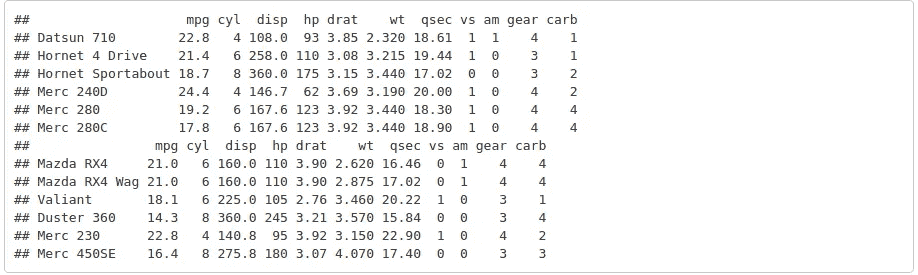 ##                    mpg cyl  disp  hp drat    wt  qsec vs am gear carb
## Datsun 710        22.8   4 108.0  93 3.85 2.320 18.61  1  1    4    1
## Hornet 4 Drive    21.4   6 258.0 110 3.08 3.215 19.44  1  0    3    1
## Hornet Sportabout 18.7   8 360.0 175 3.15 3.440 17.02  0  0    3    2
## Merc 240D         24.4   4 146.7  62 3.69 3.190 20.00  1  0    4    2
## Merc 280          19.2   6 167.6 123 3.92 3.440 18.30  1  0    4    4
## Merc 280C         17.8   6 167.6 123 3.92 3.440 18.90  1  0    4    4
##                mpg cyl  disp  hp drat    wt  qsec vs am gear carb
## Mazda RX4     21.0   6 160.0 110 3.90 2.620 16.46  0  1    4    4
## Mazda RX4 Wag 21.0   6 160.0 110 3.90 2.875 17.02  0  1    4    4
## Valiant       18.1   6 225.0 105 2.76 3.460 20.22  1  0    3    1
## Duster 360    14.3   8 360.0 245 3.21 3.570 15.84  0  0    3    4
## Merc 230      22.8   4 140.8  95 3.92 3.150 22.90  1  0    4    2
## Merc 450SE    16.4   8 275.8 180 3.07 4.070 17.40  0  0    3    3